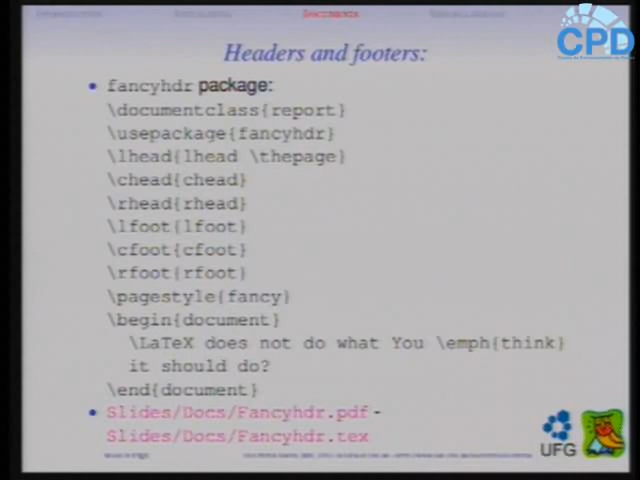 Documents
CPD
Headers and footers:
• fancyhdr package:
\documentclass{report}
\usepackage{fancyhdr}
\lhead{lhead \thepage}
\chead{chead}
\rhead{rhead}
\lfoot{lfoot}
\cfoot{cfoot}
\rfoot{rfoot}
\pagestyle{fancy}
\begin{document}
\LaTeX does not do what You \emph{think}
it should do?
\end{document}
• Slides/Docs/Fancyhdr.pdf -
Slides/Docs/Fancyhdr.tex
UFG